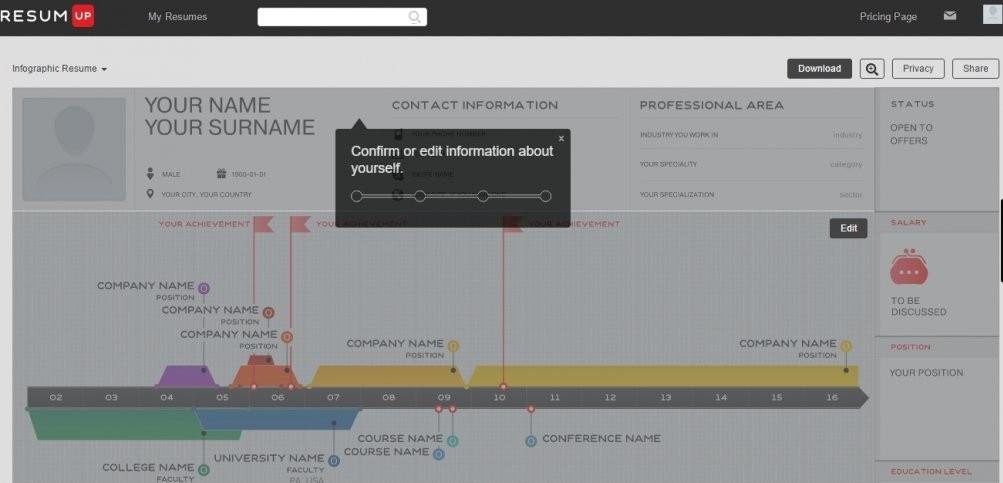 RESUM UP
My Resumes
Pricing Page
Infographic Resume
Download
Privacy
Share
YOUR NAME
YOUR SURNAME
MALE
1900-01-01
YOUR CITY, YOUR COUNTRY
CONTACT INFORMATION
YOUR PHONE NUMBER
SKYPE NAME
x
Confirm or edit information about
yourself.
PROFESSIONAL AREA
INDUSTRY YOU WORK IN industry
YOUR SPECIALITY category
YOUR SPECIALIZATION sector
STATUS
OPEN TO
OFFERS
YOUR ACHIEVEMENT
YOUR ACHIEVEMENT
YOUR ACHIEVEMENT
Edit
SALARY
TO BE
DISCUSSED
COMPANY NAME
POSITION
COMPANY NAME
POSITION
COMPANY NAME
POSITION
COMPANY NAME
POSITION
COMPANY NAME
POSITION
POSITION
YOUR POSITION
02 03 04 05 06 07 08 09 10 13 14 15 16
COURSE NAME
COURSE NAME
CONFERENCE NAME
COLLEGE NAME
FACULTY
UNIVERSITY NAME
FACULTY
PA, USA
EDUCATION LEVEL